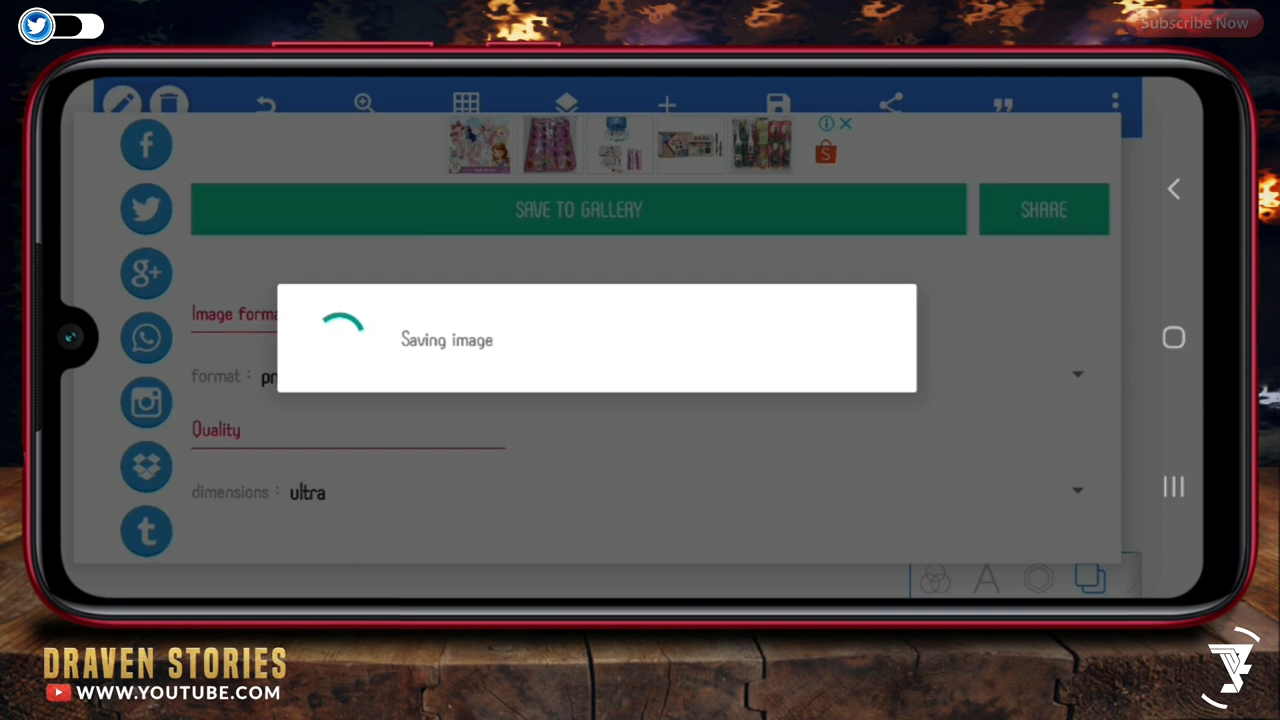 Subscribe Now
SAVE TO GALLERY
SHARE
Image forma
Saving image
format : pn
Quality
dimensions : ultra
DRAVEN STORIES
WWW.YOUTUBE.COM